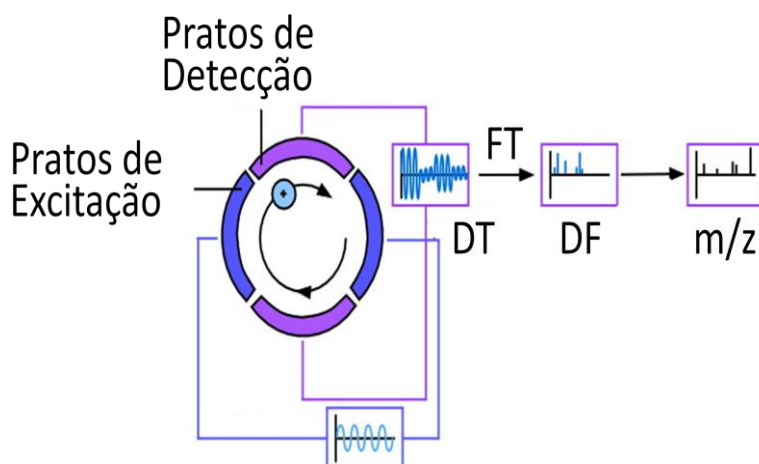 Pratos de
Detecção
Pratos de
Excitação
FT
DT
DF
m/z
+